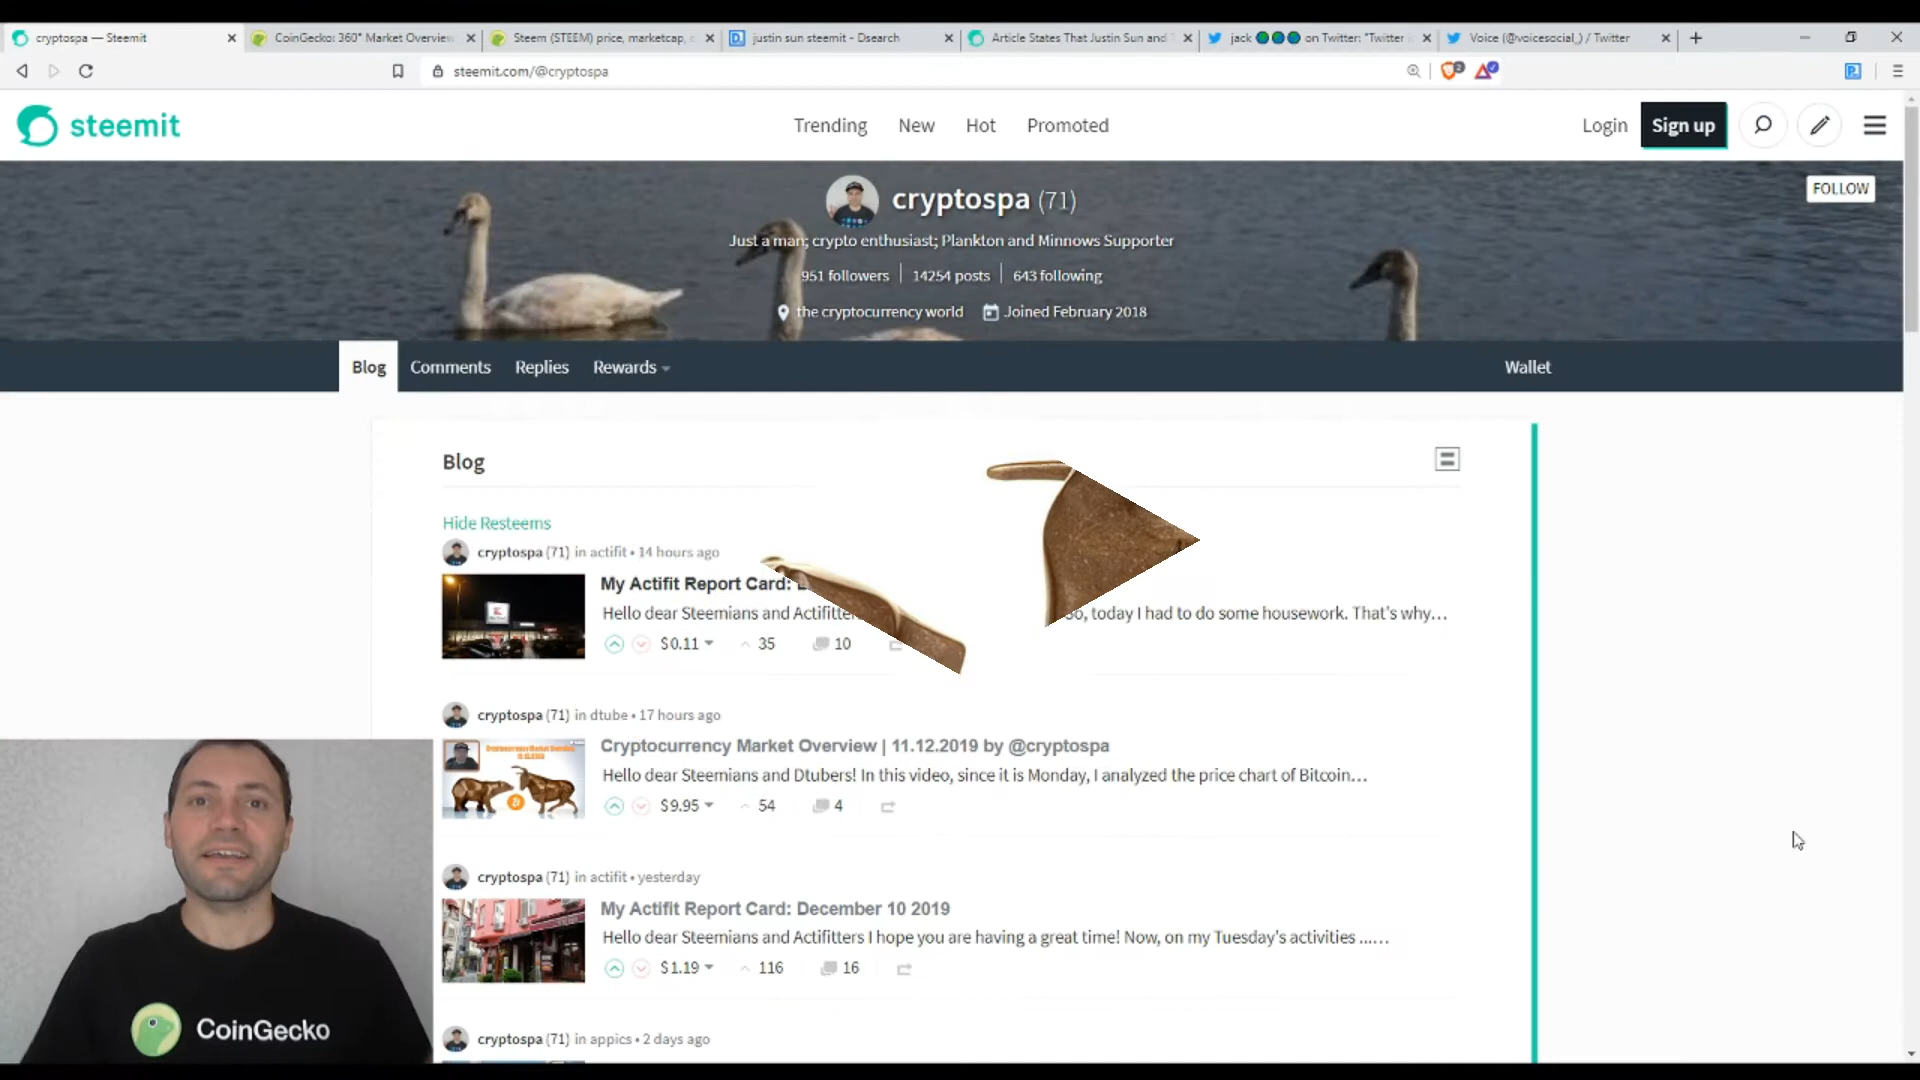 cryptospa — Steemit
CoinGecko: 360° Market Overview
Steem (STEEM) price, marketcap,
justin sun steemit - Dsearch
Article States That Justin Sun and
jack on Twitter: "Twitter
Voice (@voicesocial_) / Twitter
steemit.com/@cryptospa
steemit
Trending New Hot Promoted
Login Sign up
cryptospa (71)
FOLLOW
Just a man; crypto enthusiast; Plankton and Minnows Supporter
951 followers 14254 posts 643 following
the cryptocurrency world Joined February 2018
Blog Comments Replies Rewards Wallet
Blog
Hide Resteems
cryptospa (71) in actifit • 14 hours ago
My Actifit Report Card:
Hello dear Steemians and Actifitters So, today I had to do some housework. That's why...
$0.11 35 10
cryptospa (71) in dtube • 17 hours ago
Cryptocurrency Market Overview | 11.12.2019 by @cryptospa
Hello dear Steemians and Dtubers! In this video, since it is Monday, I analyzed the price chart of Bitcoin...
$9.95 54 4
cryptospa (71) in actifit • yesterday
My Actifit Report Card: December 10 2019
Hello dear Steemians and Actifitters I hope you are having a great time! Now, on my Tuesday's activities ......
$1.19 116 16
cryptospa (71) in appics • 2 days ago
CoinGecko